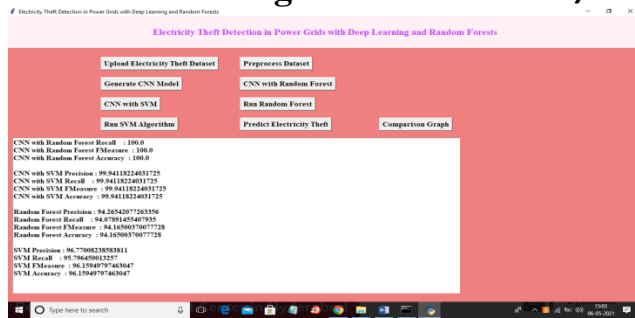 Electricity Theft Detection in Power Grids with Deep Learning and Random Forests
Electricity Theft Detection in Power Grids with Deep Learning and Random Forests
Upload Electricity Theft Dataset
Preprocess Dataset
Generate CNN Model
CNN with Random Forest
CNN with SVM
Run Random Forest
Run SVM Algorithm
Predict Electricity Theft
Comparison Graph
CNN with Random Forest Recall : 100.0
CNN with Random Forest FMeasure : 100.0
CNN with Random Forest Accuracy : 100.0
CNN with SVM Precision : 99.94118224031725
CNN with SVM Recall : 99.94118224031725
CNN with SVM FMeasure : 99.94118224031725
CNN with SVM Accuracy : 99.94118224031725
Random Forest Precision : 94.26542077263356
Random Forest Recall : 94.07891455407935
Random Forest FMeasure : 94.16500370077728
Random Forest Accuracy : 94.16500370077728
SVM Precision : 96.77008238583811
SVM Recall : 95.796450013257
SVM FMeasure : 96.15949797463047
SVM Accuracy : 96.15949797463047
Type here to search
15:03
06-05-2021